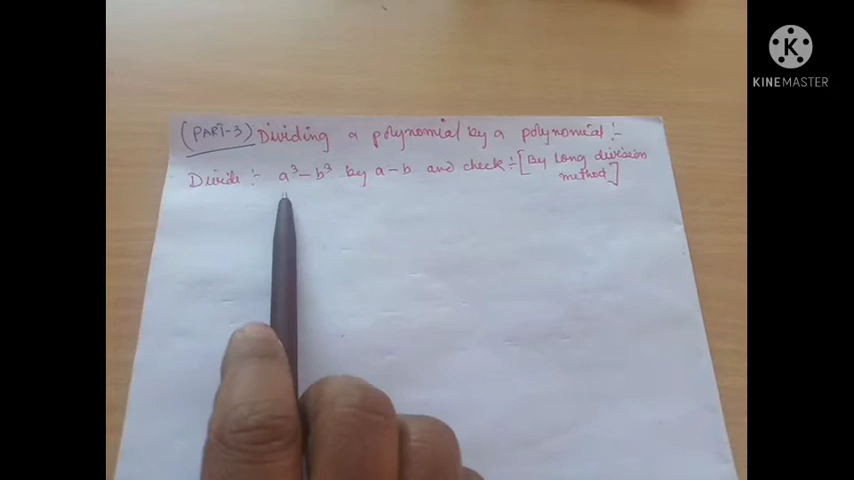 (PART-3) Dividing a polynomial by a polynomial :-
Divide :- a³-b³ by a-b and check :- [By long division
method]
K
KINEMASTER